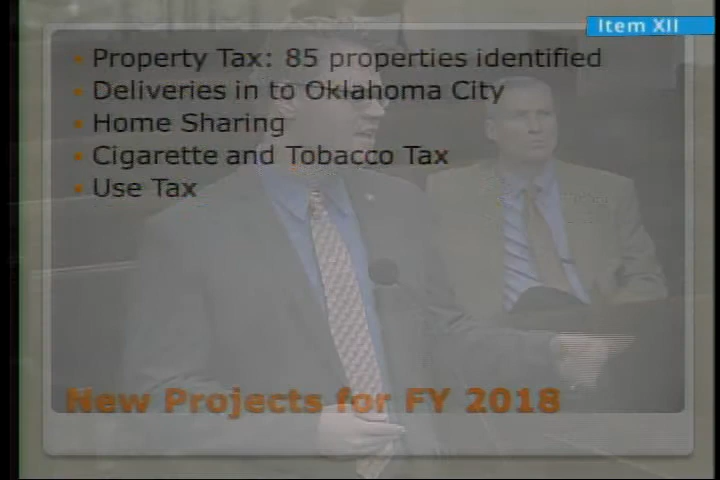 Item XII
Property Tax: 85 properties identified
Deliveries in to Oklahoma City
Home Sharing
Cigarette and Tobacco Tax
Use Tax
New Projects for FY 2018